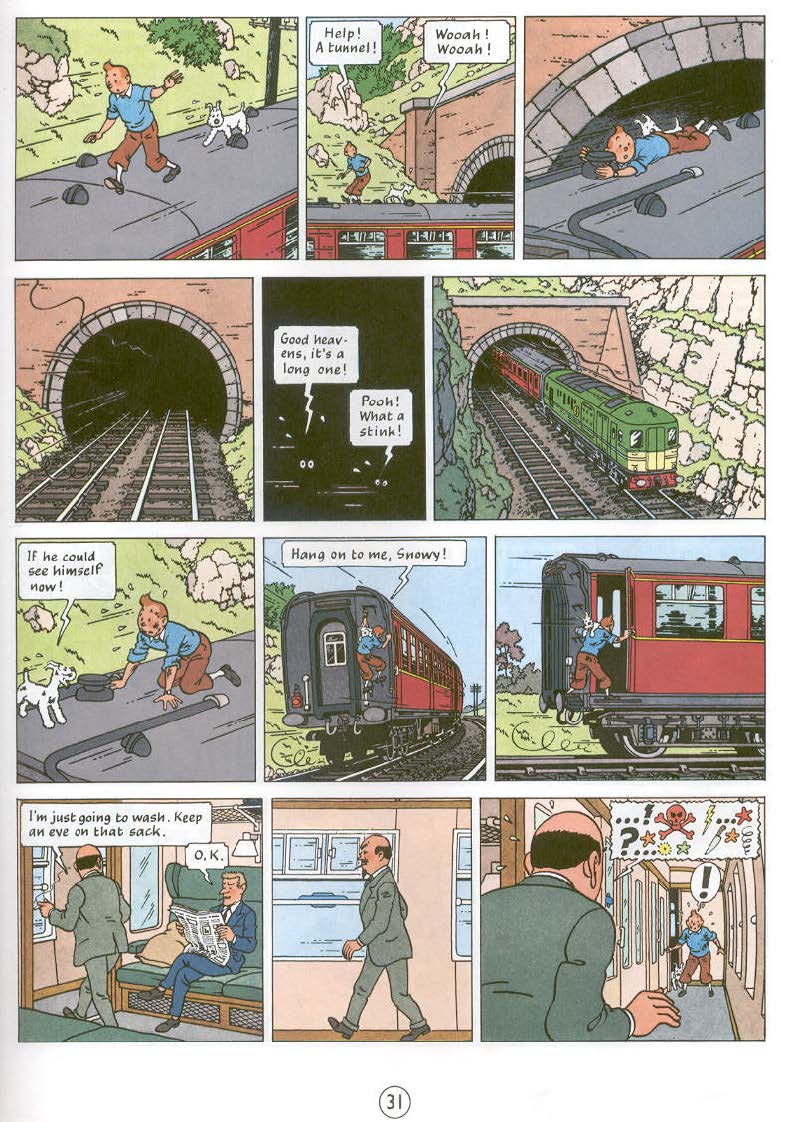 Help!
A tunnel!
Wooah!
Wooah!
Good heav-
ens, it's a
long one!
Pooh!
What a
stink!
If he could
see himself
now!
Hang on to me, Snowy!
I'm just going to wash. Keep
an eye on that sack.
O.K.
...!
?...
!
31